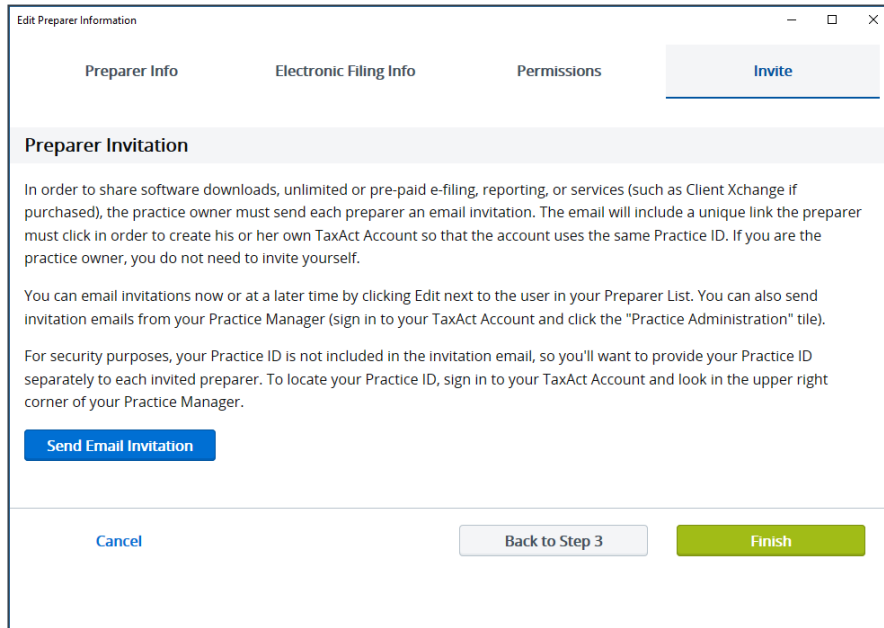 Edit Preparer Information
Preparer Info
Electronic Filing Info
Permissions
Invite
Preparer Invitation
In order to share software downloads, unlimited or pre-paid e-filing, reporting, or services (such as Client Xchange if
purchased), the practice owner must send each preparer an email invitation. The email will include a unique link the preparer
must click in order to create his or her own TaxAct Account so that the account uses the same Practice ID. If you are the
practice owner, you do not need to invite yourself.
You can email invitations now or at a later time by clicking Edit next to the user in your Preparer List. You can also send
invitation emails from your Practice Manager (sign in to your TaxAct Account and click the "Practice Administration" tile).
For security purposes, your Practice ID is not included in the invitation email, so you'll want to provide your Practice ID
separately to each invited preparer. To locate your Practice ID, sign in to your TaxAct Account and look in the upper right
corner of your Practice Manager.
Send Email Invitation
Cancel
Back to Step 3
Finish